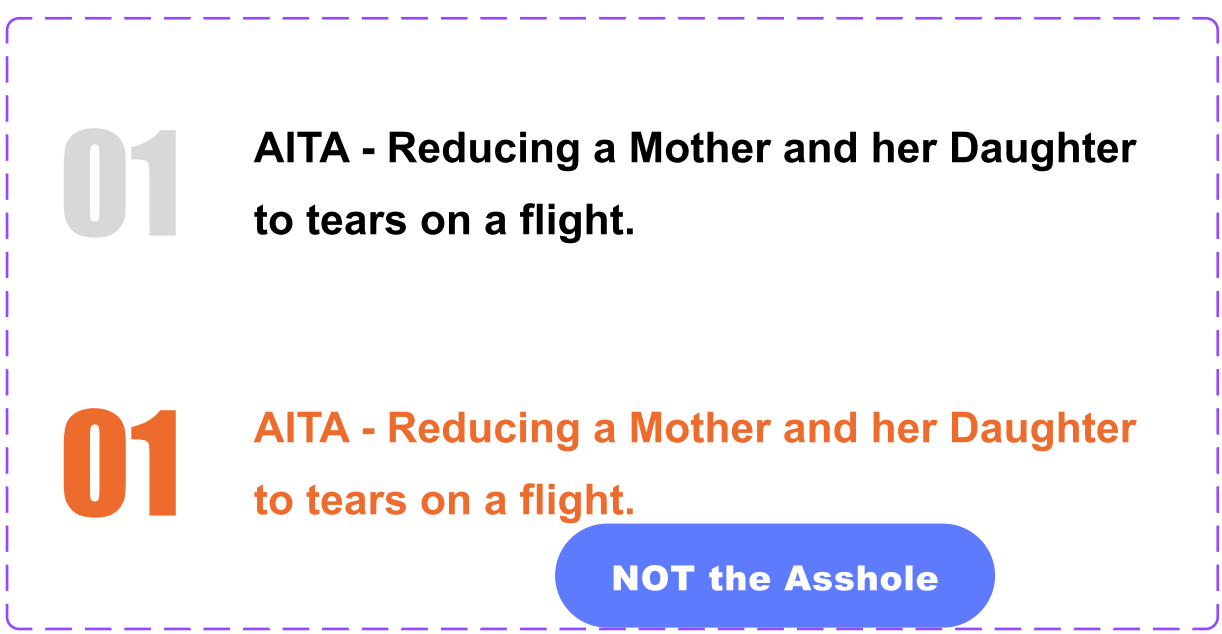 01
AITA - Reducing a Mother and her Daughter
to tears on a flight.
01
AITA - Reducing a Mother and her Daughter
to tears on a flight.
NOT the Asshole